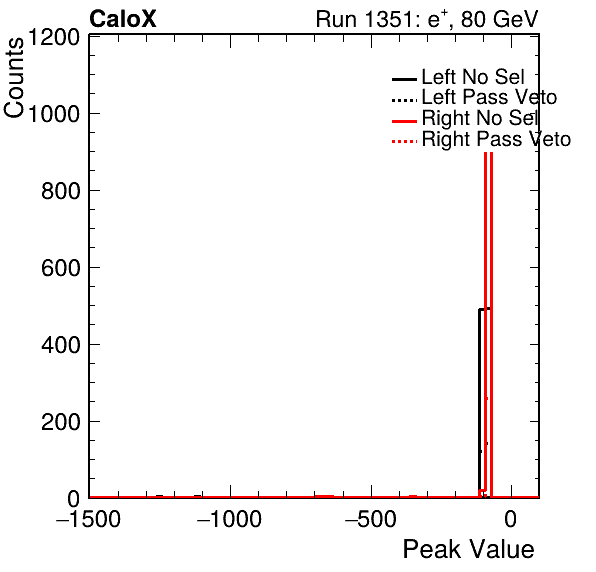 CaloX Run 1351: e+, 80 GeV
Counts
1200
1000
800
600
400
200
0
Left No Sel
Left Pass Veto
Right No Sel
Right Pass Veto
−1500 −1000 −500 0
Peak Value